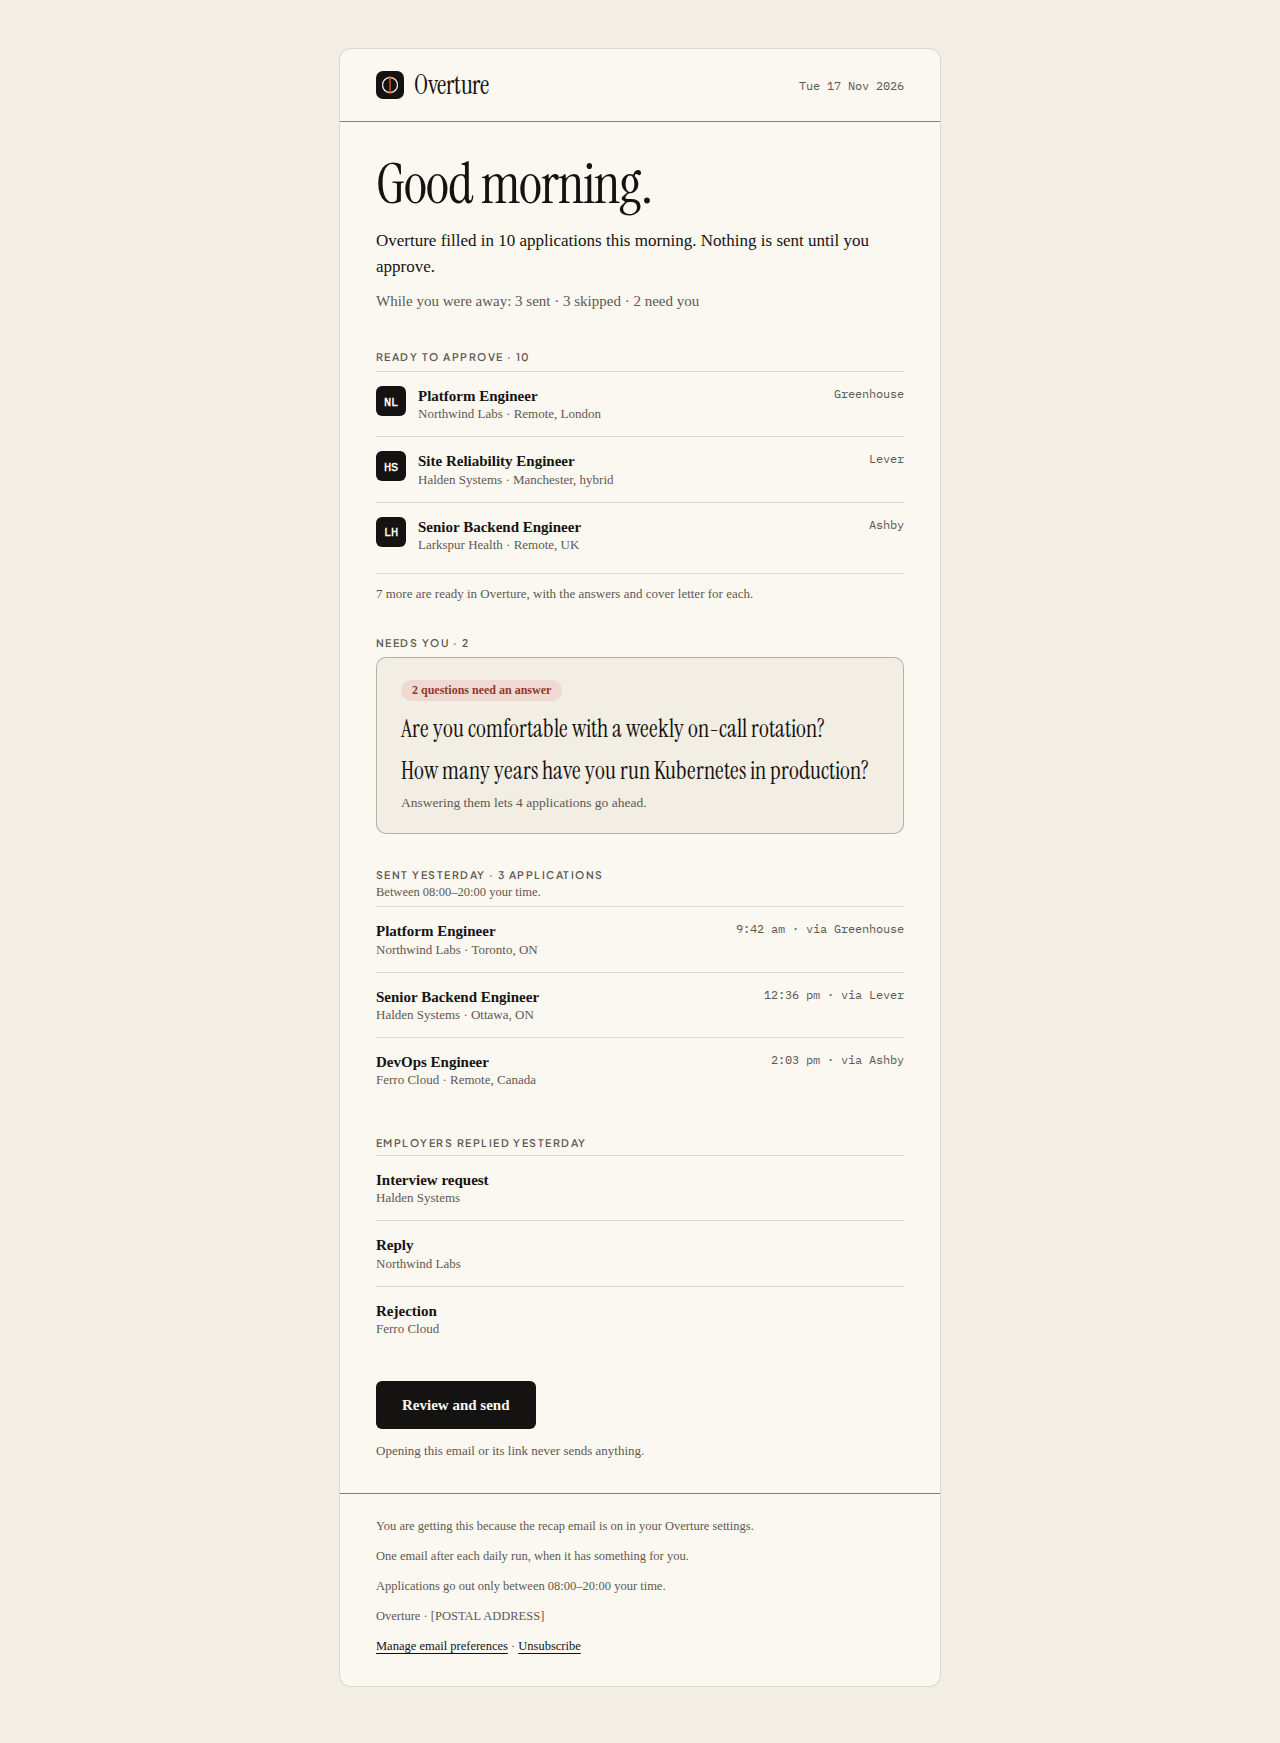 Overture
Tue 17 Nov 2026
Good morning.
Overture filled in 10 applications this morning. Nothing is sent until you
approve.
While you were away: 3 sent · 3 skipped · 2 need you
READY TO APPROVE · 10
NL
Platform Engineer
Greenhouse
Northwind Labs · Remote, London
HS
Site Reliability Engineer
Lever
Halden Systems · Manchester, hybrid
LH
Senior Backend Engineer
Ashby
Larkspur Health · Remote, UK
7 more are ready in Overture, with the answers and cover letter for each.
NEEDS YOU · 2
2 questions need an answer
Are you comfortable with a weekly on-call rotation?
How many years have you run Kubernetes in production?
Answering them lets 4 applications go ahead.
SENT YESTERDAY · 3 APPLICATIONS
Between 08:00–20:00 your time.
Platform Engineer
9:42 am · via Greenhouse
Northwind Labs · Toronto, ON
Senior Backend Engineer
12:36 pm · via Lever
Halden Systems · Ottawa, ON
DevOps Engineer
2:03 pm · via Ashby
Ferro Cloud · Remote, Canada
EMPLOYERS REPLIED YESTERDAY
Interview request
Halden Systems
Reply
Northwind Labs
Rejection
Ferro Cloud
Review and send
Opening this email or its link never sends anything.
You are getting this because the recap email is on in your Overture settings.
One email after each daily run, when it has something for you.
Applications go out only between 08:00–20:00 your time.
Overture · [POSTAL ADDRESS]
Manage email preferences · Unsubscribe